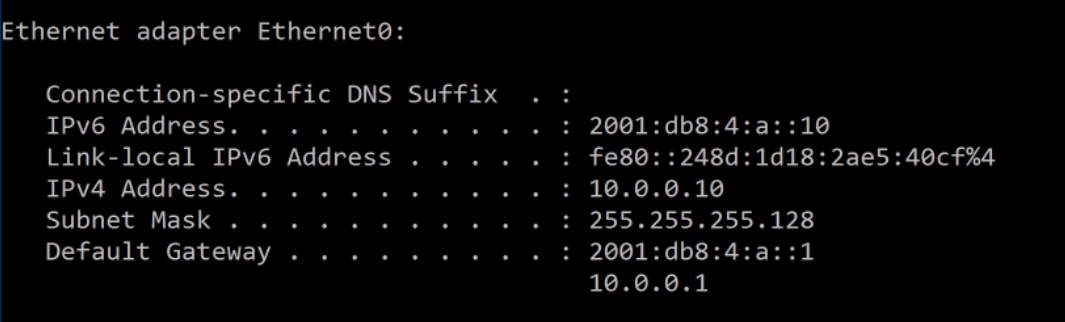 Ethernet adapter Ethernet0:
Connection-specific DNS Suffix . :
IPv6 Address. . . . . . . . . . . : 2001:db8:4:a::10
Link-local IPv6 Address . . . . . : fe80::248d:1d18:2ae5:40cf%4
IPv4 Address. . . . . . . . . . . : 10.0.0.10
Subnet Mask . . . . . . . . . . . : 255.255.255.128
Default Gateway . . . . . . . . . : 2001:db8:4:a::1
10.0.0.1